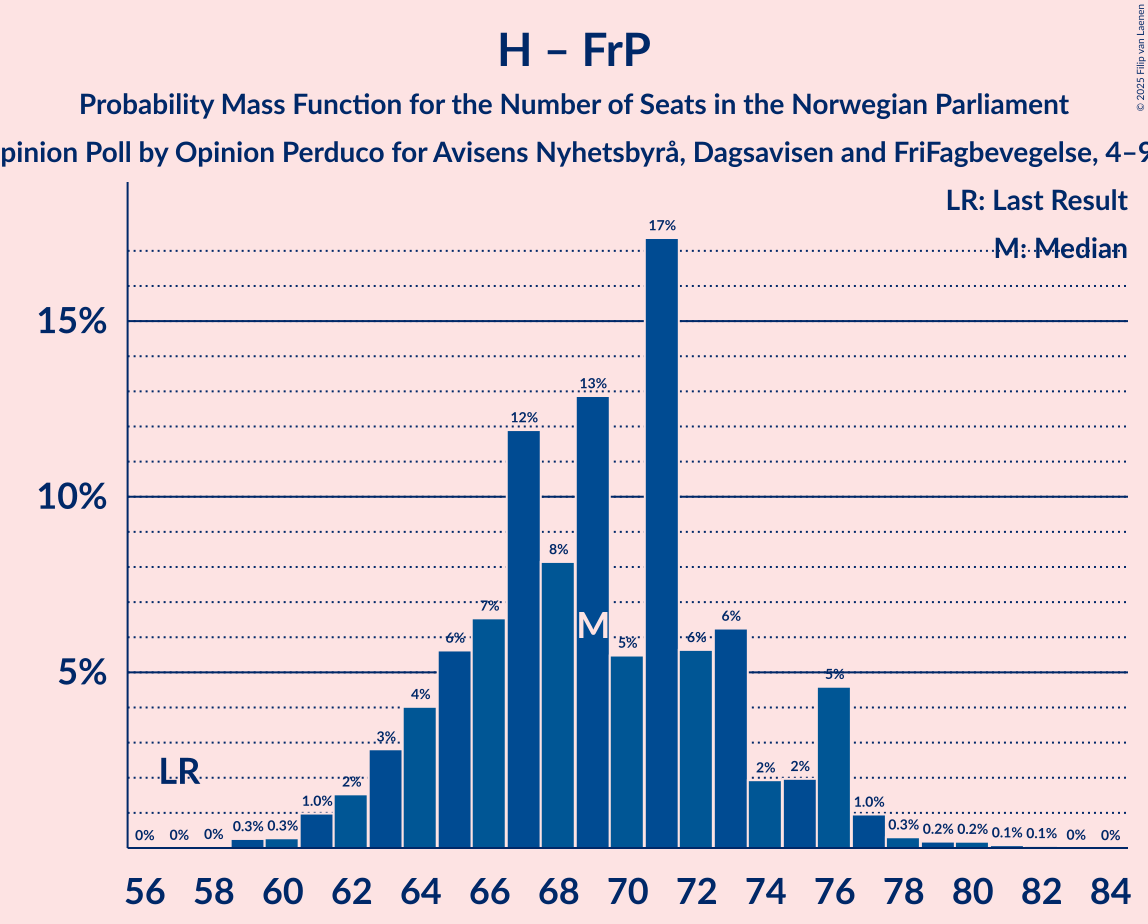 H – FrP
Probability Mass Function for the Number of Seats in the Norwegian Parliament
pinion Poll by Opinion Perduco for Avisens Nyhetsbyrå, Dagsavisen and FriFagbevegelse, 4–9
© 2025 Filip van Laenen
LR: Last Result
M: Median
15%
10%
5%
0% 0% 0% 0.3% 0.3% 1.0% 2% 3% 4% 6% 7% 12% 8% 13% 5% 17% 6% 6% 2% 2% 5% 1.0% 0.3% 0.2% 0.2% 0.1% 0.1% 0% 0%
LR
M
56 58 60 62 64 66 68 70 72 74 76 78 80 82 84